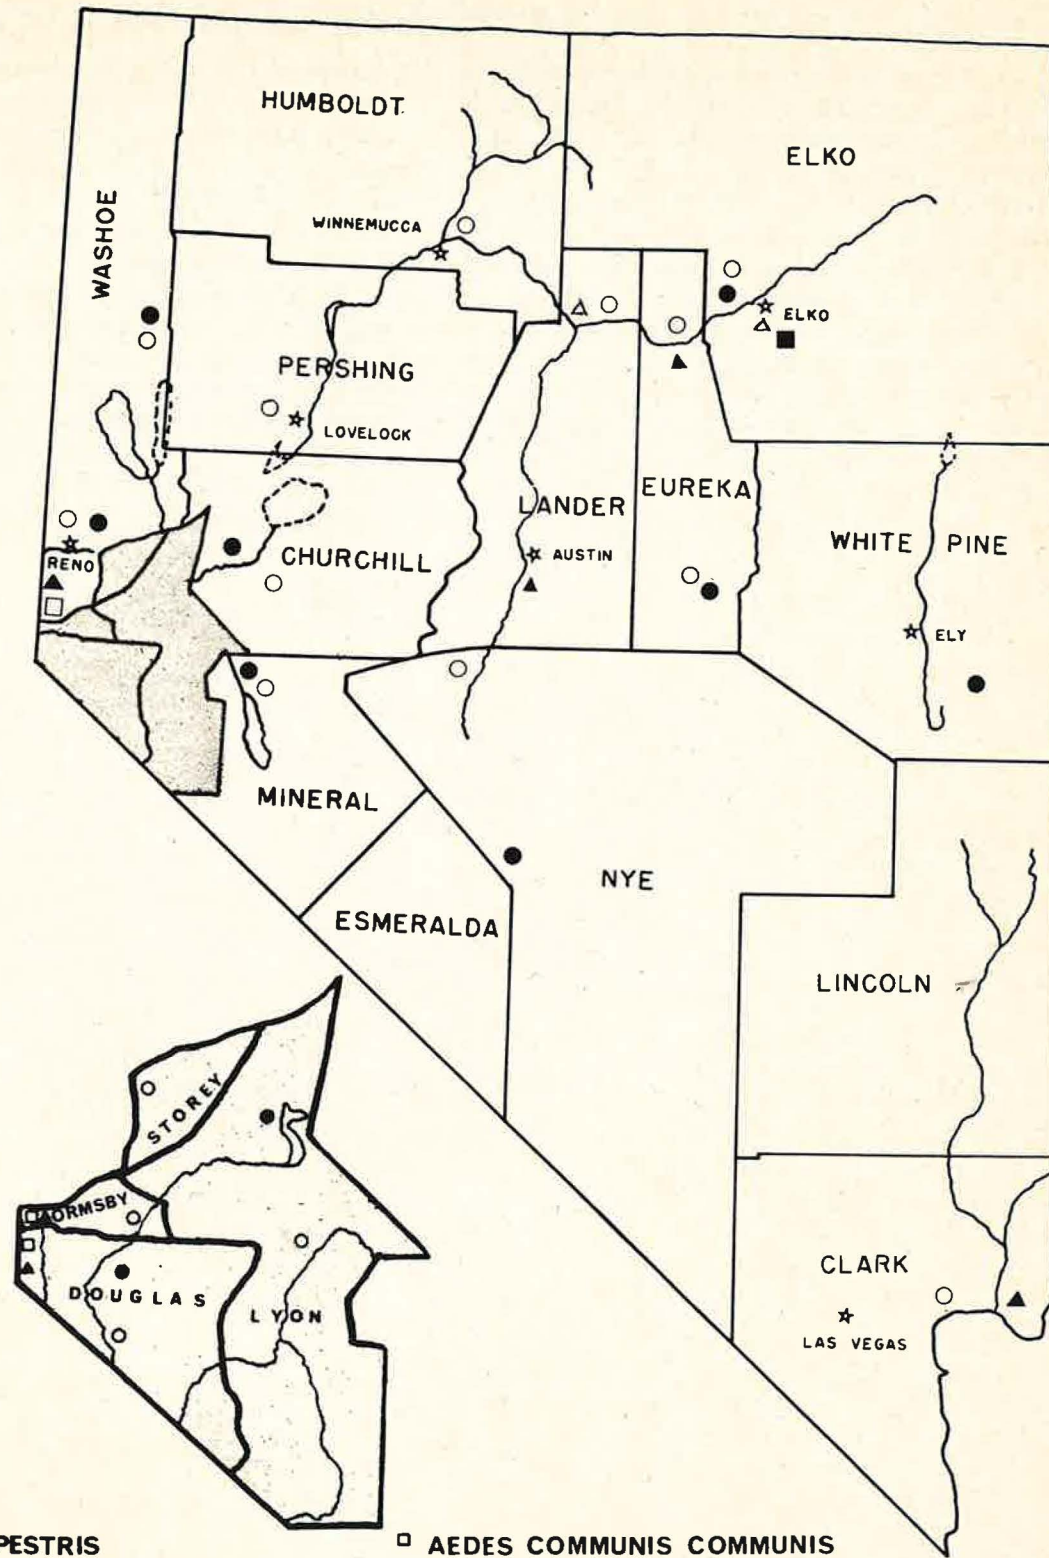 HUMBOLDT
ELKO
WASHOE
WINNEMUCCA
ELKO
PERSHING
LOVELOCK
LANDER
EUREKA
WHITE PINE
CHURCHILL
AUSTIN
RENO
ELY
MINERAL
NYE
ESMERALDA
LINCOLN
STOREY
ORMSBY
DOUGLAS
LYON
CLARK
LAS VEGAS
PESTRIS
AEDES COMMUNIS COMMUNIS